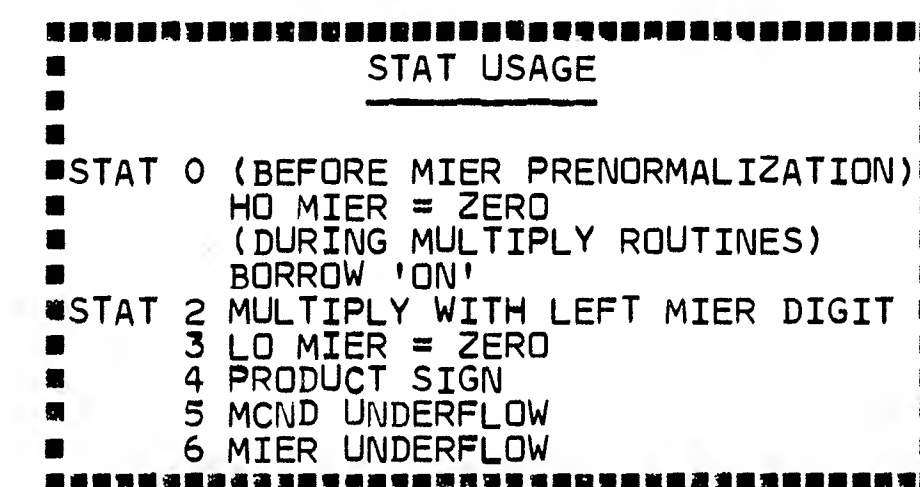 STAT USAGE
STAT 0 (BEFORE MIER PRENORMALIZATION)
HO MIER = ZERO
(DURING MULTIPLY ROUTINES)
BORROW 'ON'
STAT 2 MULTIPLY WITH LEFT MIER DIGIT
3 LO MIER = ZERO
4 PRODUCT SIGN
5 MCND UNDERFLOW
6 MIER UNDERFLOW